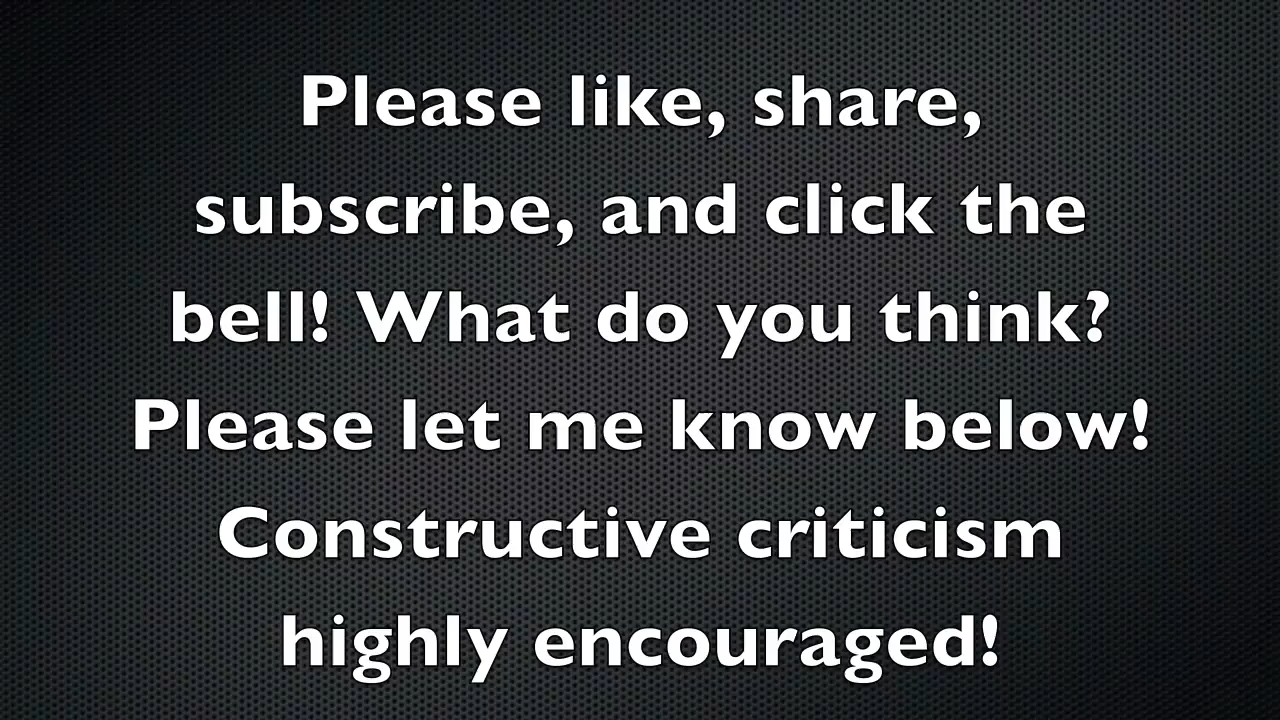 Please like, share,
subscribe, and click the
bell! What do you think?
Please let me know below!
Constructive criticism
highly encouraged!